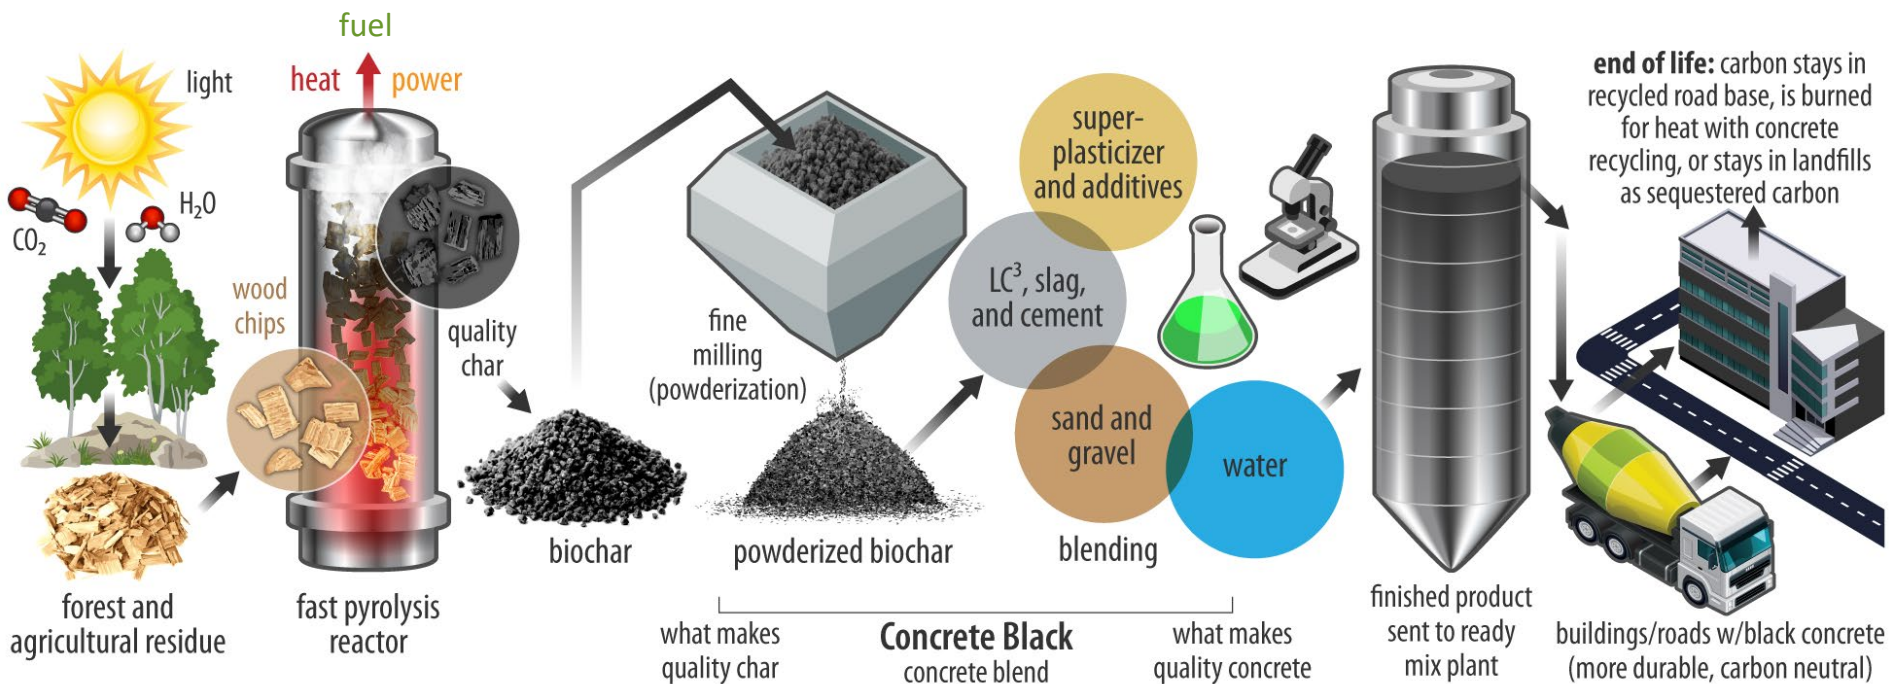 light
CO₂
H₂O
forest and
agricultural residue
wood
chips
fuel
heat
power
fast pyrolysis
reactor
quality
char
biochar
fine
milling
(powderization)
powderized biochar
super-
plasticizer
and additives
LC³, slag,
and cement
sand and
gravel
water
blending
what makes
quality char
Concrete Black
concrete blend
what makes
quality concrete
finished product
sent to ready
mix plant
end of life: carbon stays in
recycled road base, is burned
for heat with concrete
recycling, or stays in landfills
as sequestered carbon
buildings/roads w/black concrete
(more durable, carbon neutral)